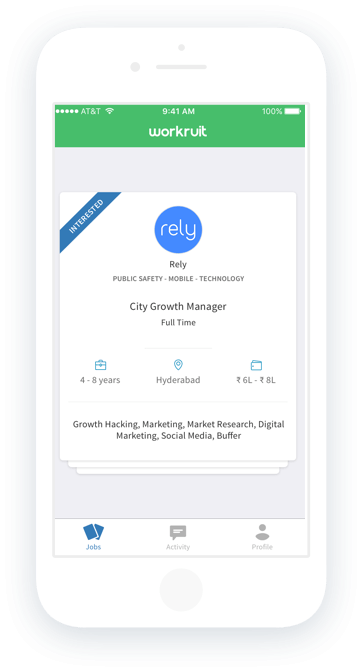 AT&T 9:41 AM 100%
workruit
INTERESTED
rely
Rely
PUBLIC SAFETY - MOBILE - TECHNOLOGY
City Growth Manager
Full Time
4 - 8 years Hyderabad ₹ 6L - ₹ 8L
Growth Hacking, Marketing, Market Research, Digital
Marketing, Social Media, Buffer
Jobs Activity Profile